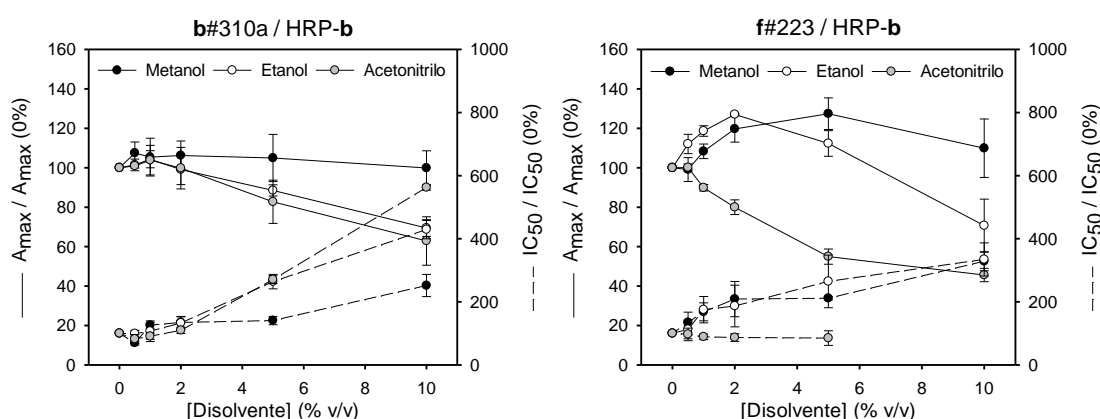 b#310a / HRP-b
160
140
120
100
80
60
40
20
0
1000
800
600
400
200
0
Metanol Etanol Acetonitrilo
Amax / Amax (0%)
IC50 / IC50 (0%)
0 2 4 6 8 10
[Disolvente] (% v/v)
f#223 / HRP-b
160
140
120
100
80
60
40
20
0
1000
800
600
400
200
0
Metanol Etanol Acetonitrilo
Amax / Amax (0%)
IC50 / IC50 (0%)
0 2 4 6 8 10
[Disolvente] (% v/v)